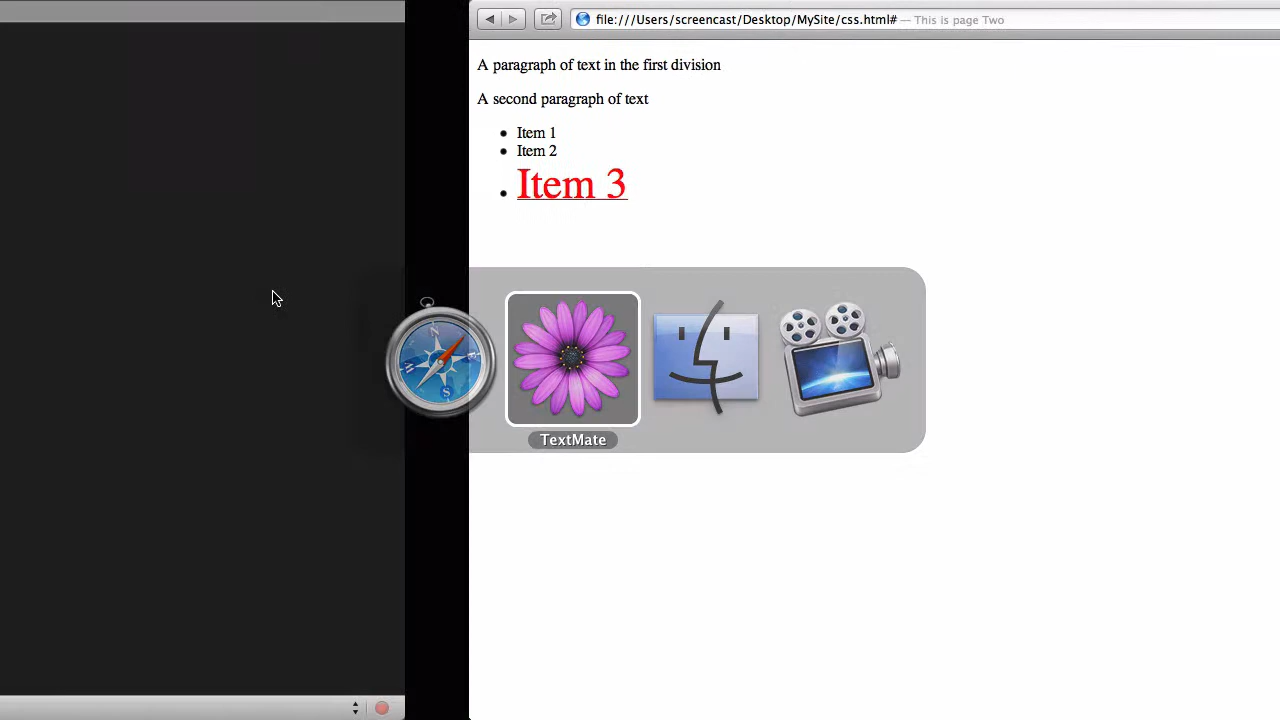 file:///Users/screencast/Desktop/MySite/css.html# — This is page Two
A paragraph of text in the first division
A second paragraph of text
Item 1
Item 2
Item 3
N
S
TextMate